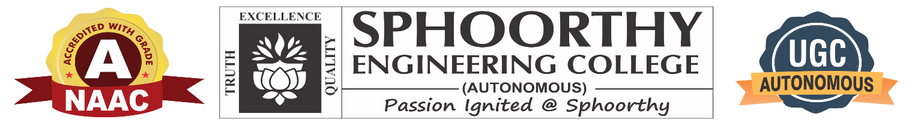 ACCREDITED WITH GRADE
A
NAAC
EXCELLENCE
TRUTH
QUALITY
SPHOORTHY
ENGINEERING COLLEGE
(AUTONOMOUS)
Passion Ignited @ Sphoorthy
UGC
AUTONOMOUS